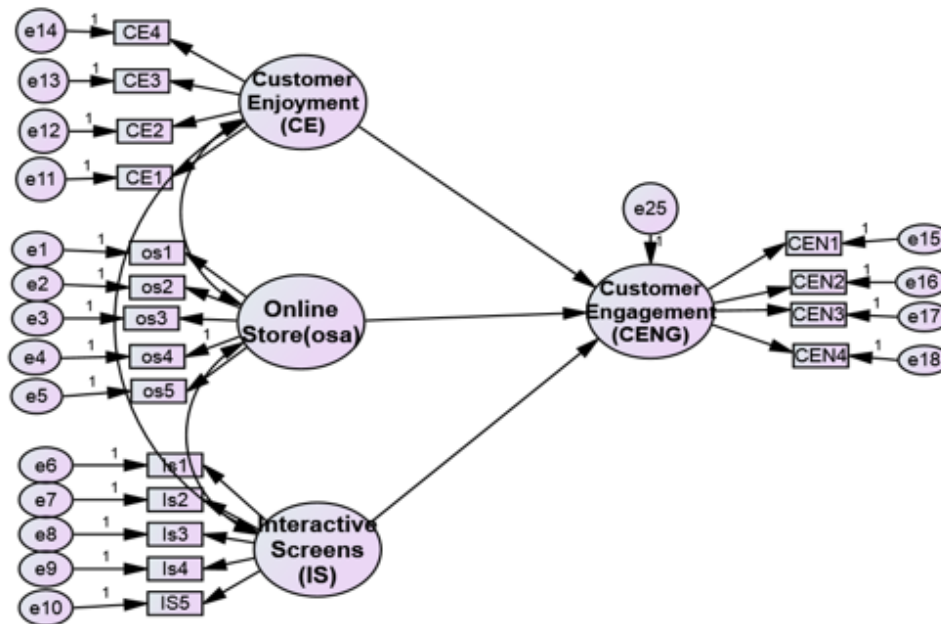 e14 1 CE4
e13 1 CE3
e12 1 CE2
e11 1 CE1
Customer
Enjoyment
(CE)
e1 1 os1
e2 1 os2
e3 1 os3
e4 1 os4 1
e5 1 os5
Online
Store(osa)
e6 1 Is1
e7 1 Is2
e8 1 Is3
e9 1 Is4
e10 1 IS5
Interactive
Screens
(IS)
e25
1
Customer
Engagement
(CENG)
CEN1 1 e15
CEN2 1 e16
CEN3 1 e17
CEN4 1 e18